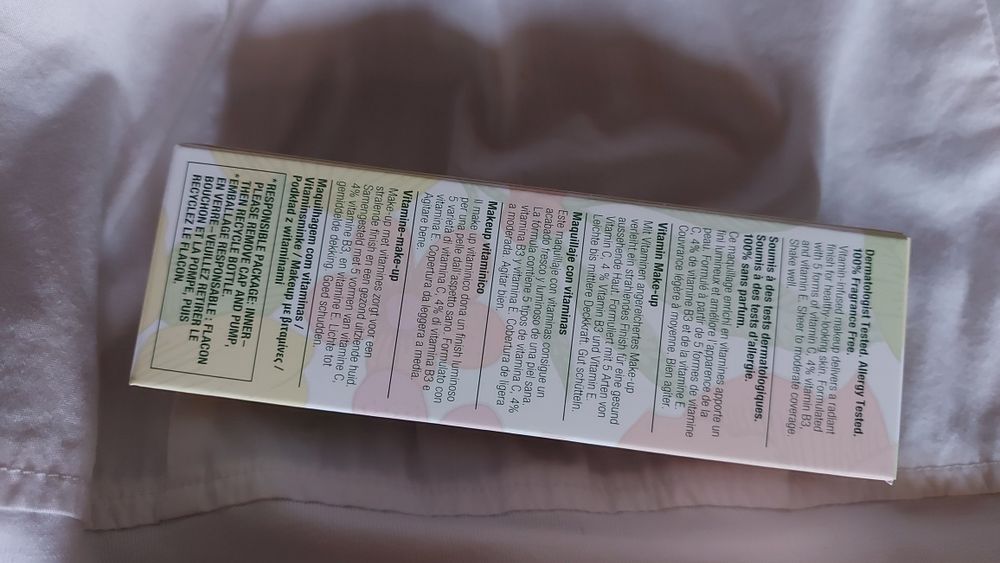 Dermatologist Tested. Allergy Tested.
100% Fragrance Free.
Vitamin-infused makeup delivers a radiant
finish for healthy-looking skin. Formulated
with 5 forms of vitamin C, 4% vitamin B3,
and vitamin E. Sheer to moderate coverage.
Shake well.
Soumis à des tests dermatologiques.
Soumis à des tests d'allergie.
100% sans parfum.
Ce maquillage enrichi en vitamines apporte un
fini lumineux et améliore l'apparence de la
peau. Formulé à partir de 5 formes de vitamine
C, 4% de vitamine B3 et de la vitamine E.
Couvrance légère à moyenne. Bien agiter.
Vitamin Make-up
Mit Vitaminen angereichertes Make-up
verleiht ein strahlendes Finish für eine gesund
aussehende Haut. Formuliert mit 5 Arten von
Vitamin C, 4 % Vitamin B3 und Vitamin E.
Leichte bis mittlere Deckkraft. Gut schütteln.
Maquillaje con vitaminas
Este maquillaje con vitaminas consigue un
acabado fresco y luminoso de una piel sana.
La fórmula contiene 5 tipos de vitamina C, 4%
vitamina B3 y vitamina E. Cobertura de ligera
a moderada. Agitar bien.
Makeup vitaminico
Il make up vitaminico dona un finish luminoso
per una pelle dall'aspetto sano. Formulato con
5 varietà di vitamina C, 4% di vitamina B3 e
vitamina E. Copertura da leggera a media.
Agitare bene.
Vitamine-make-up
Make-up met vitamines zorgt voor een
stralende finish en een gezond uitziende huid.
Samengesteld met 5 vormen van vitamine C,
4% vitamine B3, en vitamine E. Lichte tot
gemiddelde dekking. Goed schudden.
Maquilhagem com vitaminas /
Vitaminsminke / Makeup με βιταμίνες /
Podkład z witaminami
*RESPONSIBLE PACKAGE: INNER-
PLEASE REMOVE CAP AND PUMP,
THEN RECYCLE BOTTLE.
*EMBALLAGE RESPONSABLE : FLACON
EN VERRE–VEUILLEZ RETIRER LE
BOUCHON ET LA POMPE, PUIS
RECYCLEZ LE FLACON.